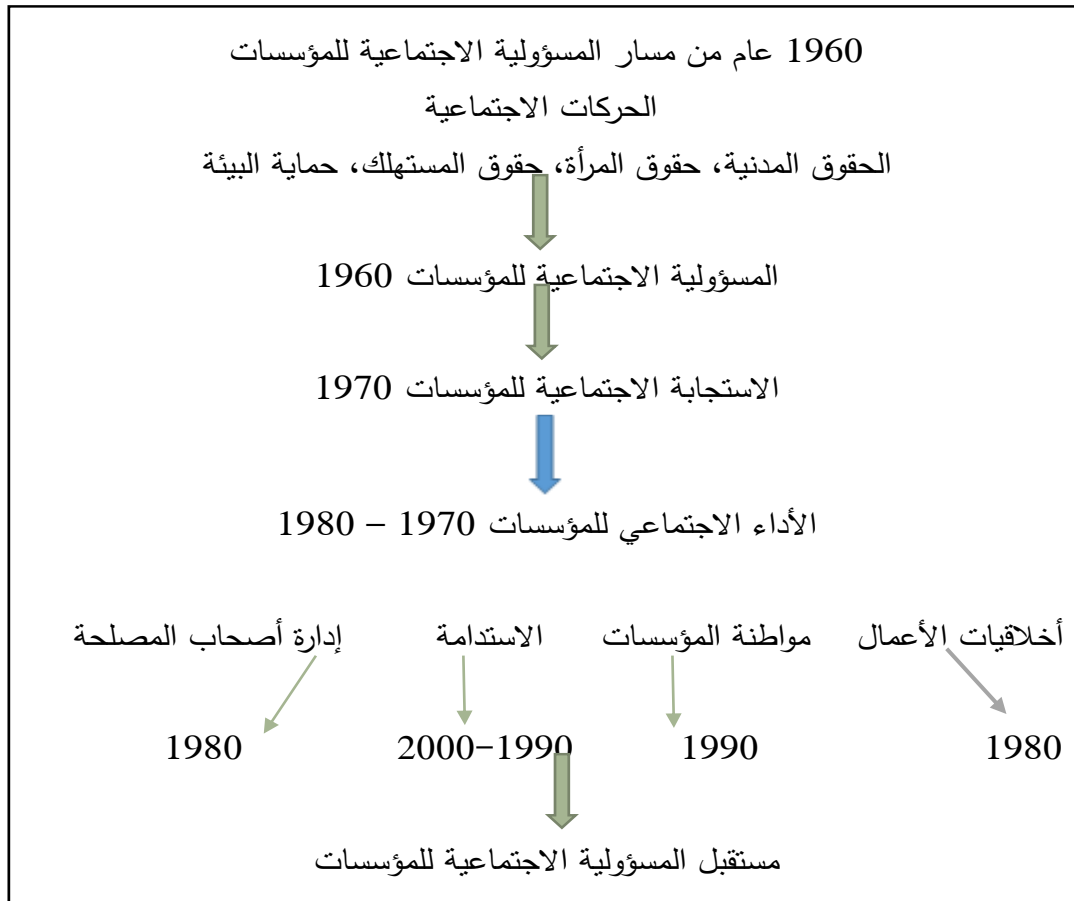 1960 عام من مسار المسؤولية الاجتماعية للمؤسسات
الحركات الاجتماعية
الحقوق المدنية، حقوق المرأة، حقوق المستهلك، حماية البيئة
المسؤولية الاجتماعية للمؤسسات 1960
الاستجابة الاجتماعية للمؤسسات 1970
الأداء الاجتماعي للمؤسسات 1970 – 1980
أخلاقيات الأعمال مواطنة المؤسسات الاستدامة إدارة أصحاب المصلحة
1980 1990 1990-2000 1980
مستقبل المسؤولية الاجتماعية للمؤسسات